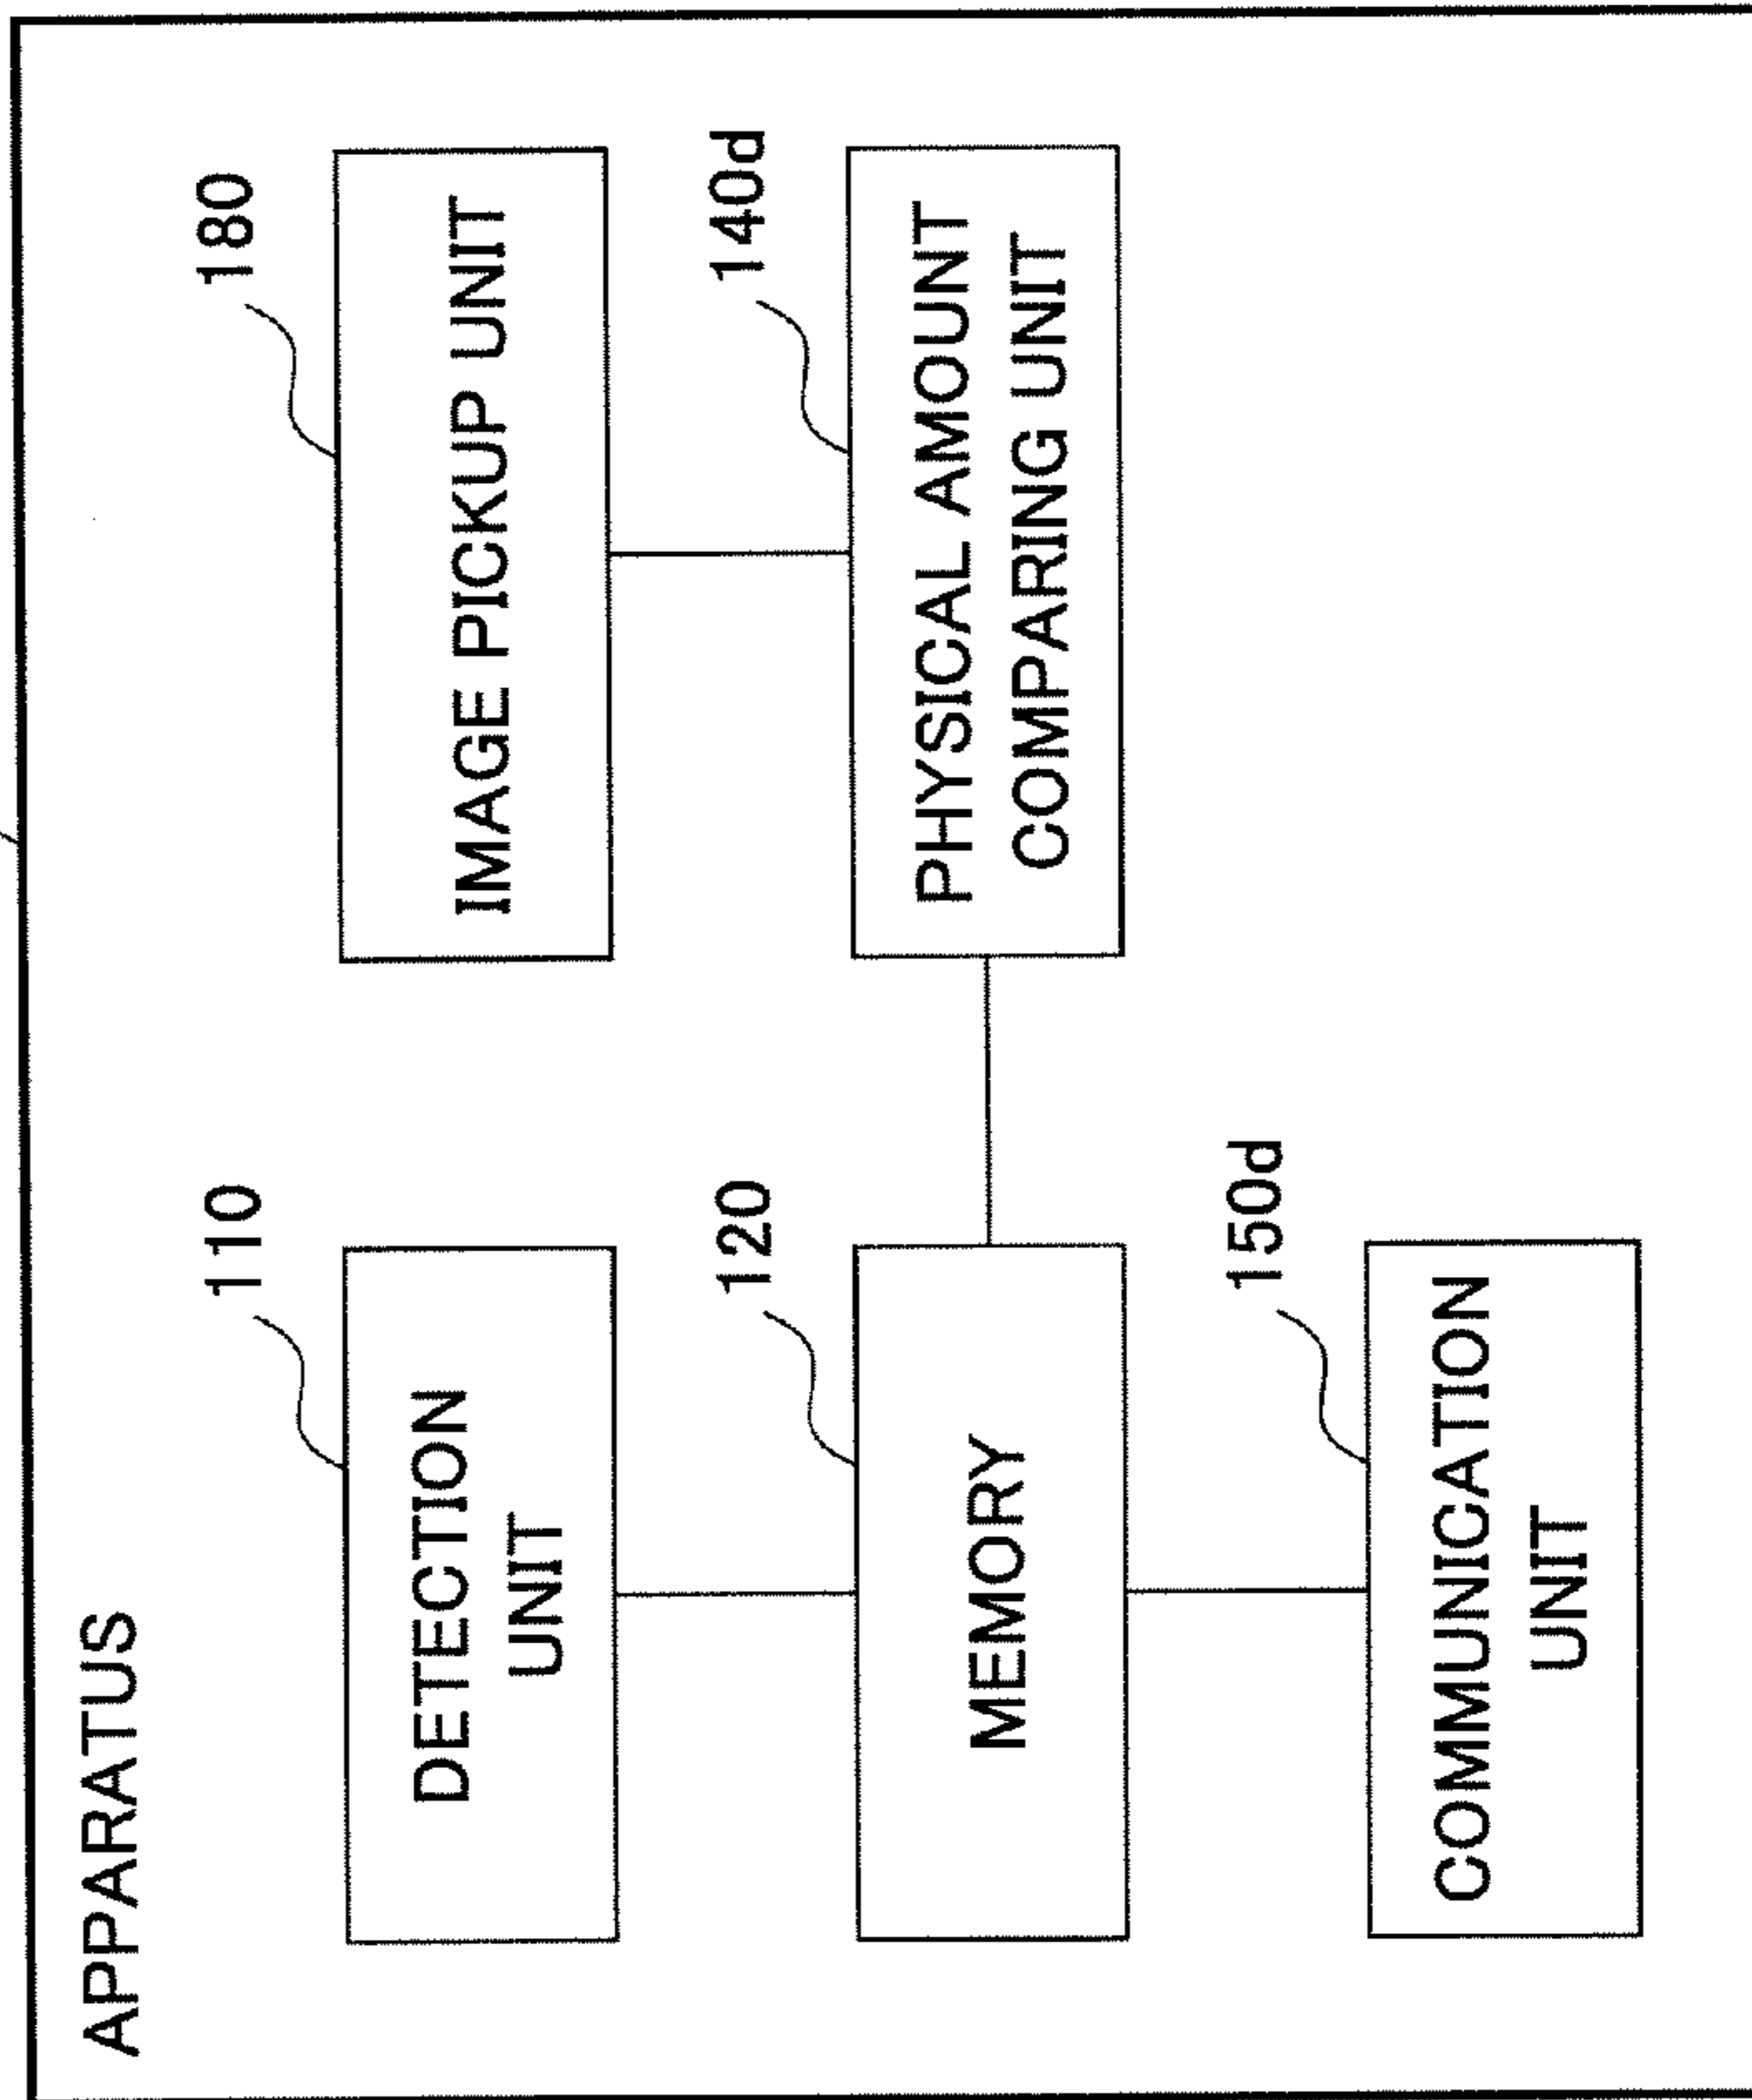 APPARATUS
110
DETECTION
UNIT
180
IMAGE PICKUP UNIT
120
MEMORY
140d
PHYSICAL AMOUNT
COMPARING UNIT
150d
COMMUNICATION
UNIT